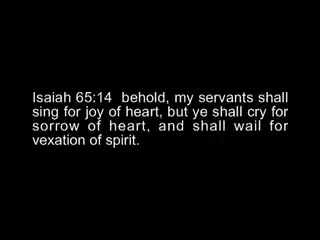 Isaiah 65:14 behold, my servants shall
sing for joy of heart, but ye shall cry for
sorrow of heart, and shall wail for
vexation of spirit.